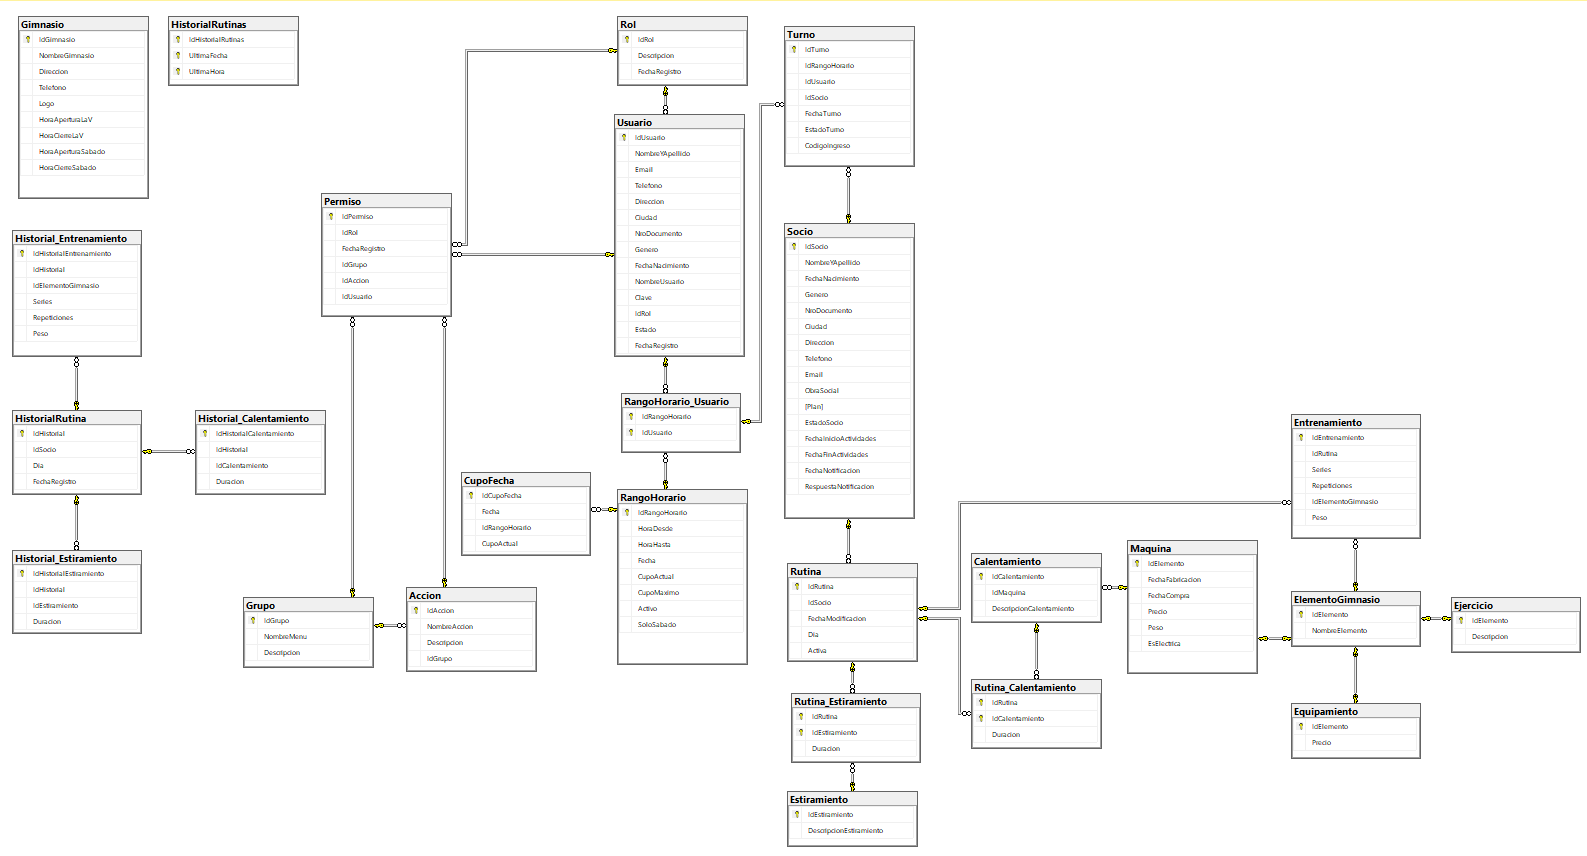 Gimnasio
IdGimnasio
NombreGimnasio
Direccion
Telefono
Logo
HoraAperturaLaV
HoraCierreLaV
HoraAperturaSabado
HoraCierreSabado
HistorialRutinas
IdHistorialRutinas
UltimaFecha
UltimaHora
Rol
IdRol
Descripcion
FechaRegistro
Turno
IdTurno
IdRangoHorario
IdUsuario
IdSocio
FechaTurno
EstadoTurno
CodigoIngreso
Usuario
IdUsuario
NombreYApellido
Email
Telefono
Direccion
Ciudad
NroDocumento
Genero
FechaNacimiento
NombreUsuario
Clave
IdRol
Estado
FechaRegistro
Permiso
IdPermiso
IdRol
FechaRegistro
IdGrupo
IdAccion
IdUsuario
Historial_Entrenamiento
IdHistorialEntrenamiento
IdHistorial
IdElementoGimnasio
Series
Repeticiones
Peso
Socio
IdSocio
NombreYApellido
FechaNacimiento
Genero
NroDocumento
Ciudad
Direccion
Telefono
Email
ObraSocial
[Plan]
EstadoSocio
FechaInicioActividades
FechaFinActividades
FechaNotificacion
RespuestaNotificacion
HistorialRutina
IdHistorial
IdSocio
Dia
FechaRegistro
Historial_Calentamiento
IdHistorialCalentamiento
IdHistorial
IdCalentamiento
Duracion
RangoHorario_Usuario
IdRangoHorario
IdUsuario
CupoFecha
IdCupoFecha
Fecha
IdRangoHorario
CupoActual
RangoHorario
IdRangoHorario
HoraDesde
HoraHasta
Fecha
CupoActual
CupoMaximo
Activo
SoloSabado
Entrenamiento
IdEntrenamiento
IdRutina
Series
Repeticiones
IdElementoGimnasio
Peso
Historial_Estiramiento
IdHistorialEstiramiento
IdHistorial
IdEstiramiento
Duracion
Grupo
IdGrupo
NombreMenu
Descripcion
Accion
IdAccion
NombreAccion
Descripcion
IdGrupo
Rutina
IdRutina
IdSocio
FechaModificacion
Dia
Activa
Calentamiento
IdCalentamiento
IdMaquina
DescripcionCalentamiento
Maquina
IdElemento
FechaFabricacion
FechaCompra
Precio
Peso
EsElectrica
ElementoGimnasio
IdElemento
NombreElemento
Ejercicio
IdElemento
Descripcion
Rutina_Estiramiento
IdRutina
IdEstiramiento
Duracion
Rutina_Calentamiento
IdRutina
IdCalentamiento
Duracion
Equipamiento
IdElemento
Precio
Estiramiento
IdEstiramiento
DescripcionEstiramiento